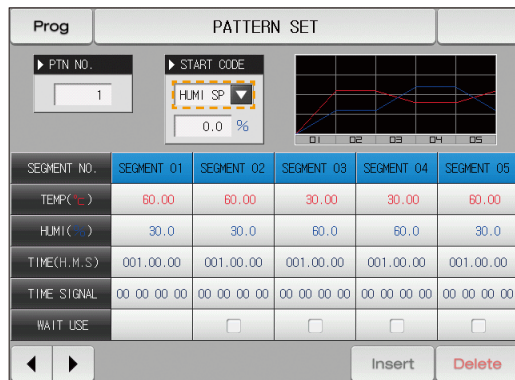 Prog
PATTERN SET
PTN NO.
START CODE
1
HUMI SP
0.0 %
01 02 03 04 05
SEGMENT NO. SEGMENT 01 SEGMENT 02 SEGMENT 03 SEGMENT 04 SEGMENT 05
TEMP(℃) 60.00 60.00 30.00 30.00 60.00
HUMI(%) 30.0 30.0 60.0 60.0 30.0
TIME(H.M.S) 001.00.00 001.00.00 001.00.00 001.00.00 001.00.00
TIME SIGNAL 00 00 00 00 00 00 00 00 00 00 00 00 00 00 00 00 00 00 00 00
WAIT USE
Insert Delete